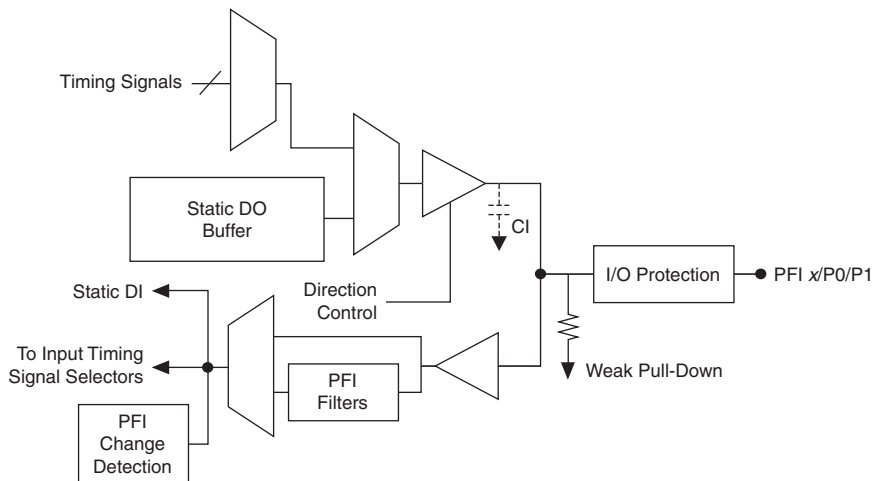 Timing Signals
Static DO
Buffer
CI
I/O Protection
PFI x/P0/P1
Direction
Control
Static DI
To Input Timing
Signal Selectors
PFI
Filters
Weak Pull-Down
PFI
Change
Detection